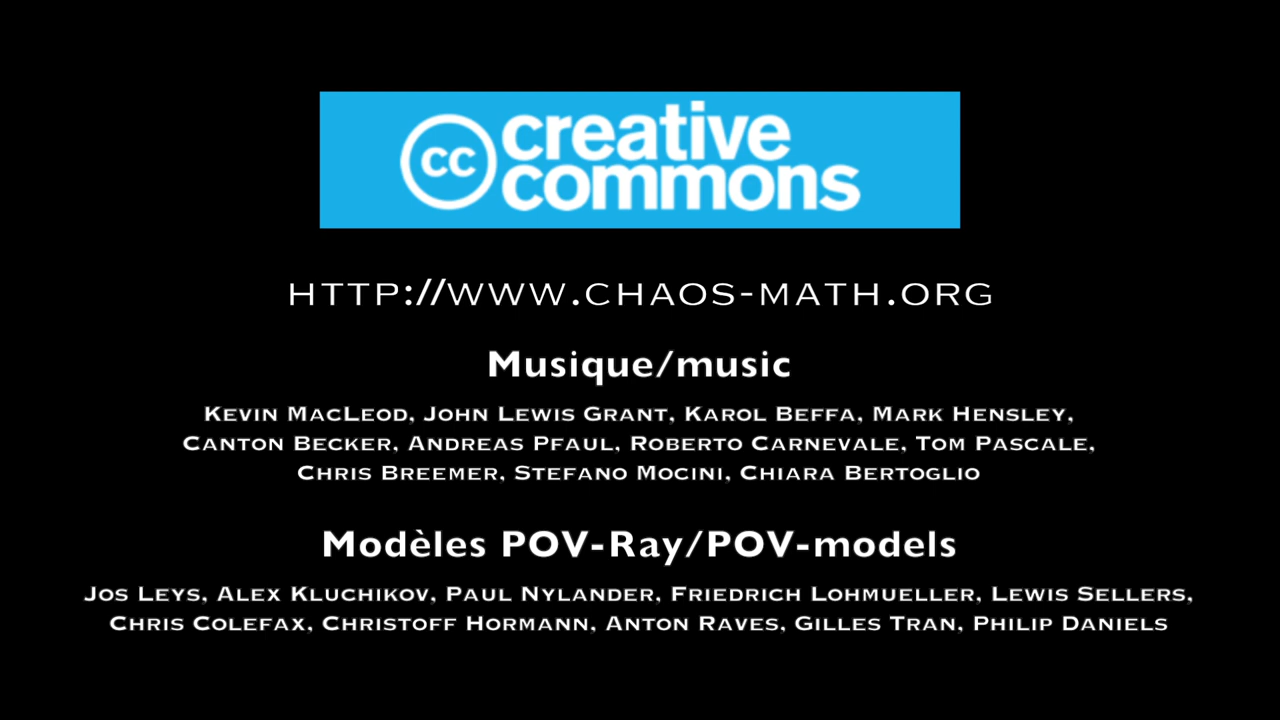 cc creative
commons
HTTP://WWW.CHAOS-MATH.ORG
Musique/music
KEVIN MACLEOD, JOHN LEWIS GRANT, KAROL BEFFA, MARK HENSLEY,
CANTON BECKER, ANDREAS PFAUL, ROBERTO CARNEVALE, TOM PASCALE,
CHRIS BREEMER, STEFANO MOCINI, CHIARA BERTOGLIO
Modèles POV-Ray/POV-models
JOS LEYS, ALEX KLUCHIKOV, PAUL NYLANDER, FRIEDRICH LOHMUELLER, LEWIS SELLERS,
CHRIS COLEFAX, CHRISTOFF HORMANN, ANTON RAVES, GILLES TRAN, PHILIP DANIELS